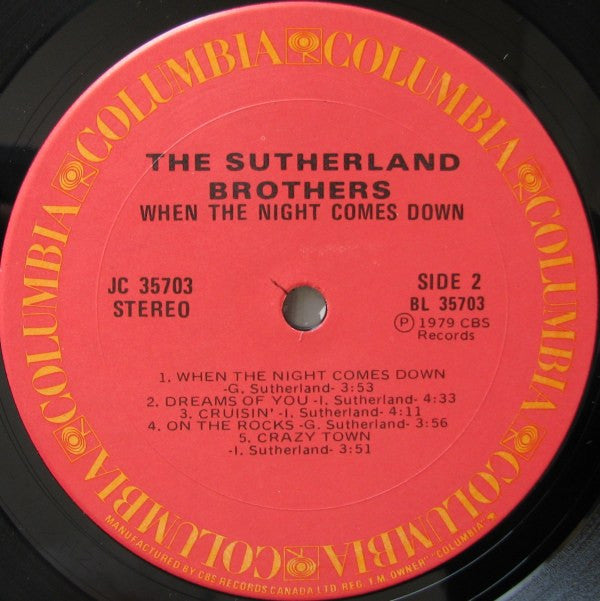 COLUMBIA COLUMBIA COLUMBIA COLUMBIA COLUMBIA COLUMBIA
THE SUTHERLAND
BROTHERS
WHEN THE NIGHT COMES DOWN
JC 35703
STEREO
SIDE 2
BL 35703
Ⓟ 1979 CBS
Records
1. WHEN THE NIGHT COMES DOWN
-G. Sutherland- 3:53
2. DREAMS OF YOU -I. Sutherland- 4:33
3. CRUISIN' -I. Sutherland- 4:11
4. ON THE ROCKS -G. Sutherland- 3:56
5. CRAZY TOWN
-I. Sutherland- 3:51
MANUFACTURED BY CBS RECORDS CANADA LTD. REG. T.M. OWNER "COLUMBIA"